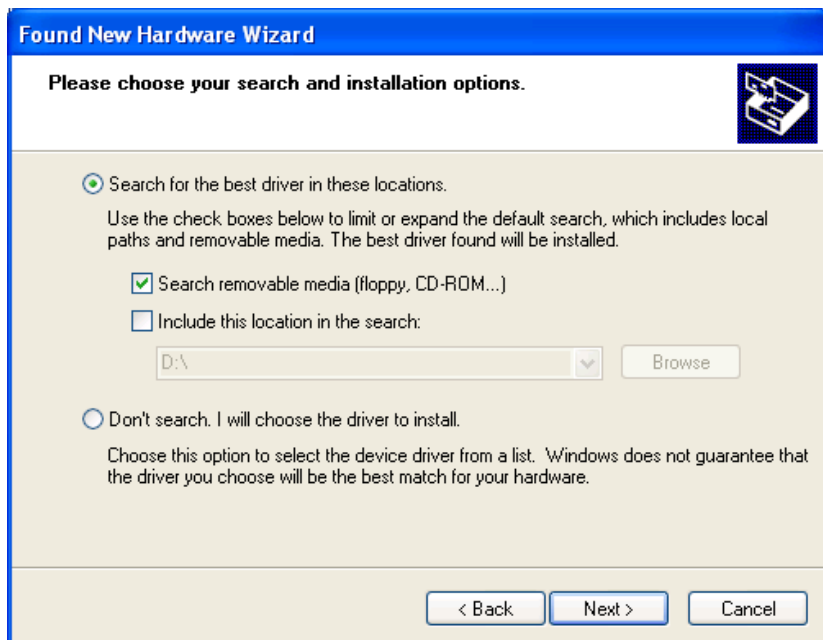 Found New Hardware Wizard
Please choose your search and installation options.
Search for the best driver in these locations.
Use the check boxes below to limit or expand the default search, which includes local
paths and removable media. The best driver found will be installed.
Search removable media (floppy, CD-ROM...)
Include this location in the search:
D:\
Browse
Don't search. I will choose the driver to install.
Choose this option to select the device driver from a list.  Windows does not guarantee that
the driver you choose will be the best match for your hardware.
< Back
Next >
Cancel